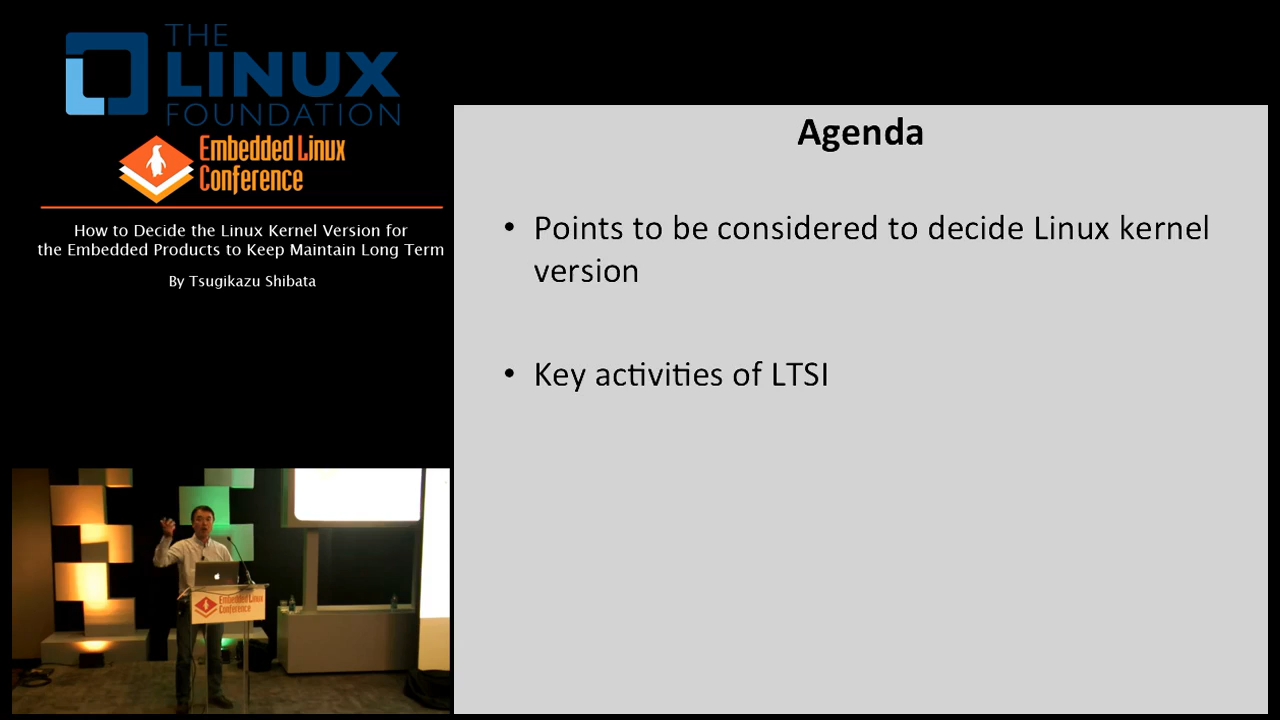 THE
LINUX
FOUNDATION
Embedded Linux
Conference
How to Decide the Linux Kernel Version for
the Embedded Products to Keep Maintain Long Term
By Tsugikazu Shibata
Agenda
• Points to be considered to decide Linux kernel
version
• Key activities of LTSI
Embedded Linux
Conference